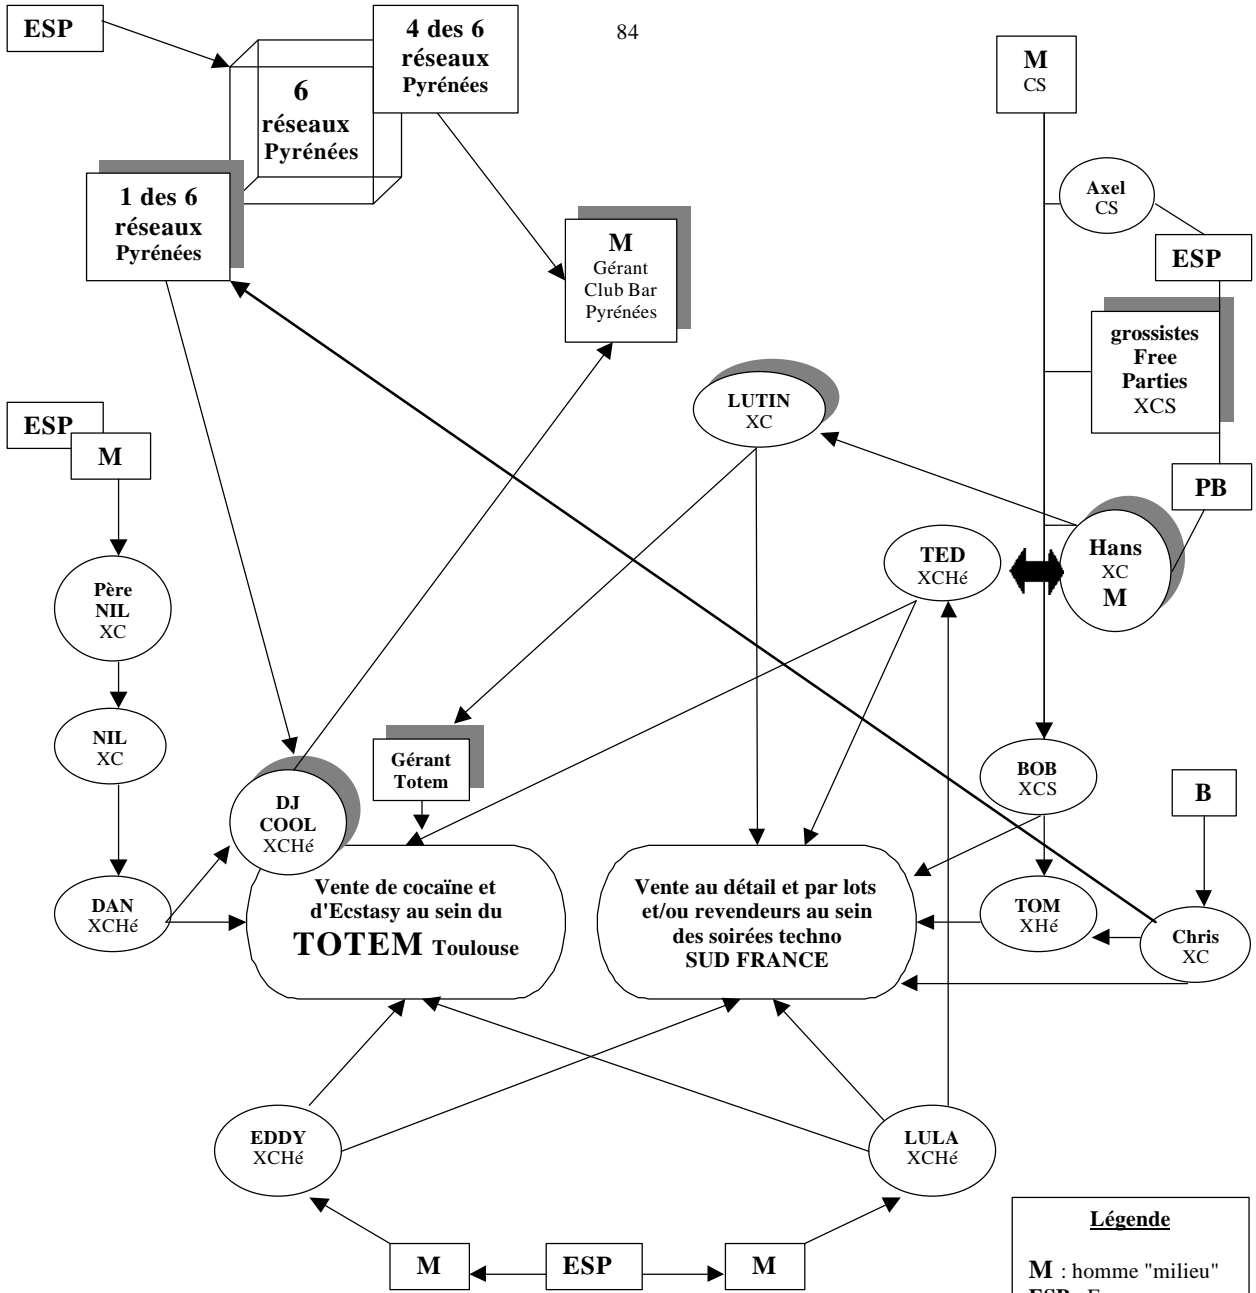 84
ESP
4 des 6
réseaux
Pyrénées
6
réseaux
Pyrénées
1 des 6
réseaux
Pyrénées
M
CS
Axel
CS
ESP
M
Gérant
Club Bar
Pyrénées
grossistes
Free
Parties
XCS
LUTIN
XC
ESP
M
PB
Hans
XC
M
TED
XCHé
Père
NIL
XC
NIL
XC
Gérant
Totem
BOB
XCS
B
DJ
COOL
XCHé
DAN
XCHé
Vente de cocaïne et
d'Ecstasy au sein du
TOTEM Toulouse
Vente au détail et par lots
et/ou revendeurs au sein
des soirées techno
SUD FRANCE
TOM
XHé
Chris
XC
EDDY
XCHé
LULA
XCHé
M
ESP
M
Légende
M : homme "milieu"